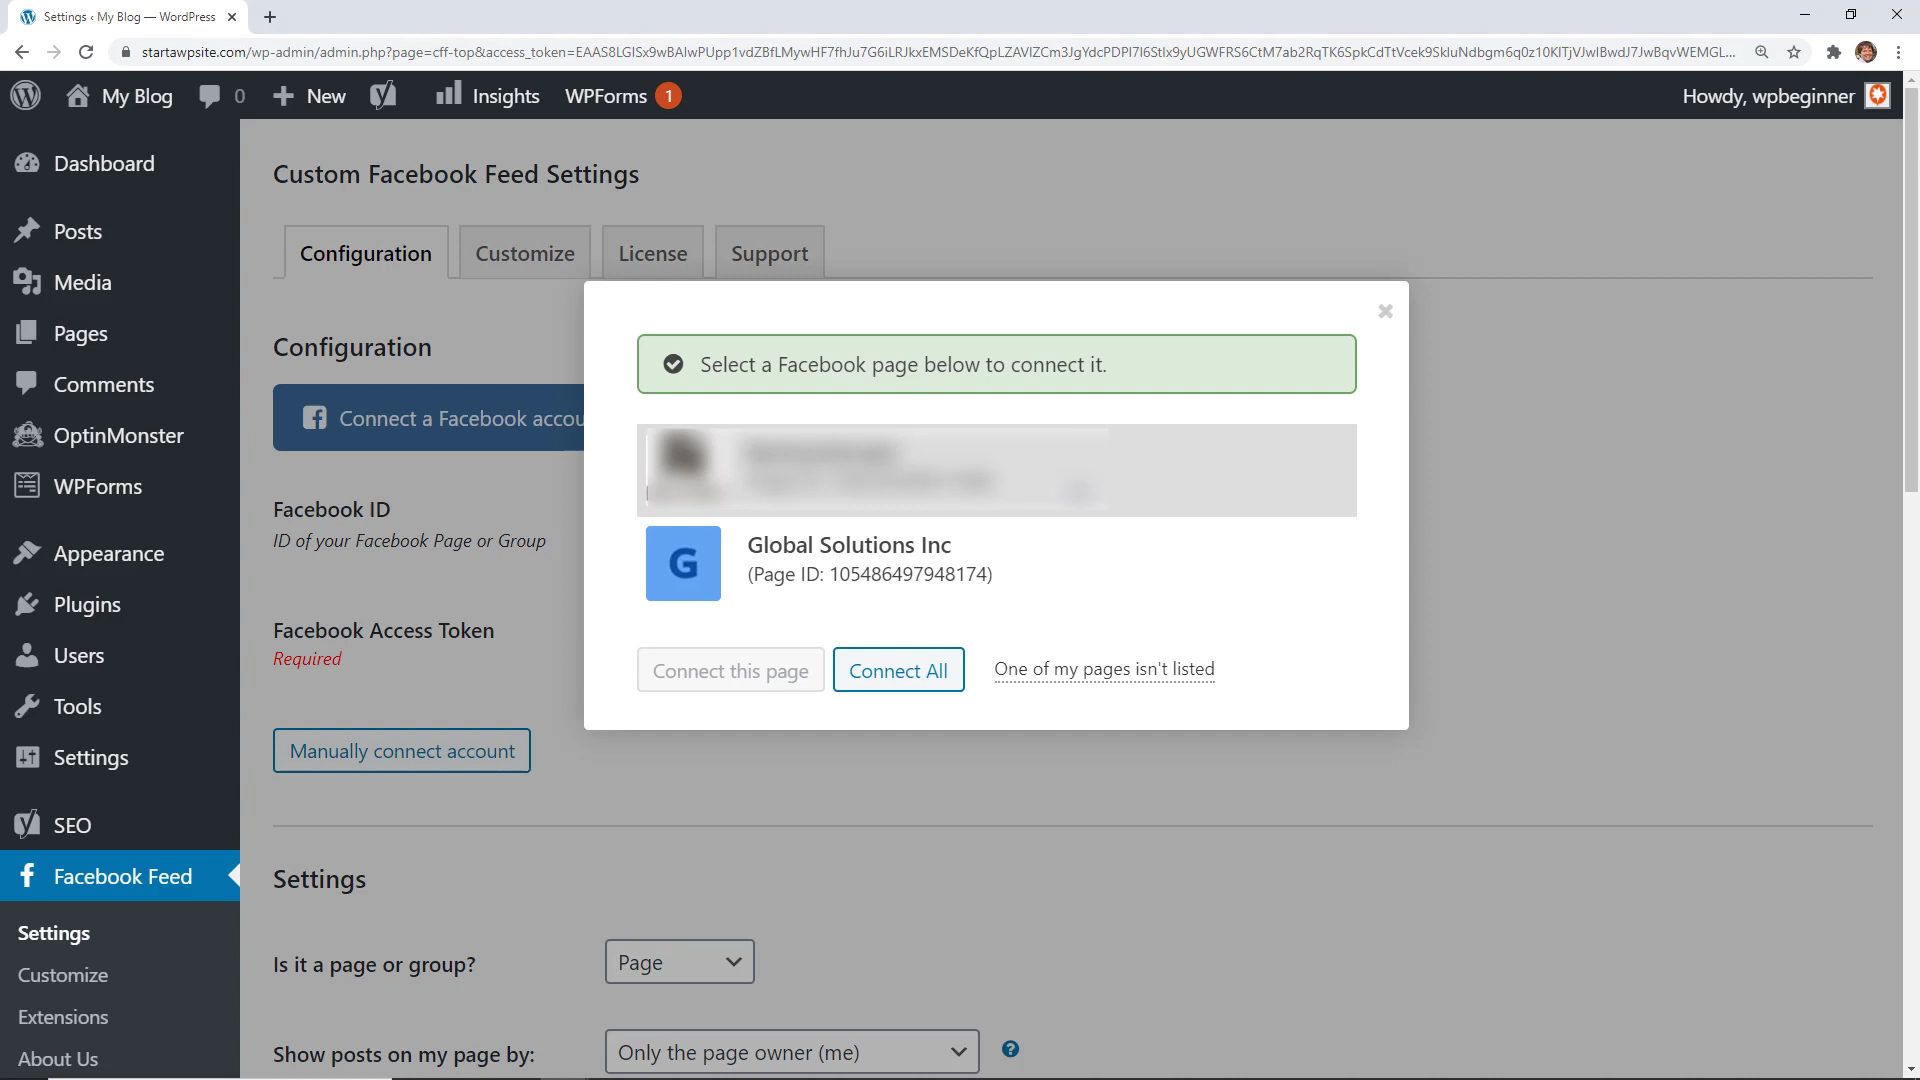 Settings ‹ My Blog — WordPress
startawpsite.com/wp-admin/admin.php?page=cff-top&access_token=
My Blog 0 New Insights WPForms 1
Howdy, wpbeginner
Dashboard
Posts
Media
Pages
Comments
OptinMonster
WPForms
Appearance
Plugins
Users
Tools
Settings
SEO
Facebook Feed
Settings
Customize
Extensions
About Us
Custom Facebook Feed Settings
Configuration Customize License Support
Configuration
Connect a Facebook accou
Facebook ID
ID of your Facebook Page or Group
Facebook Access Token
Required
Manually connect account
Select a Facebook page below to connect it.
G
Global Solutions Inc
(Page ID: 105486497948174)
Connect this page Connect All One of my pages isn't listed
Settings
Is it a page or group? Page
Show posts on my page by: Only the page owner (me) ?